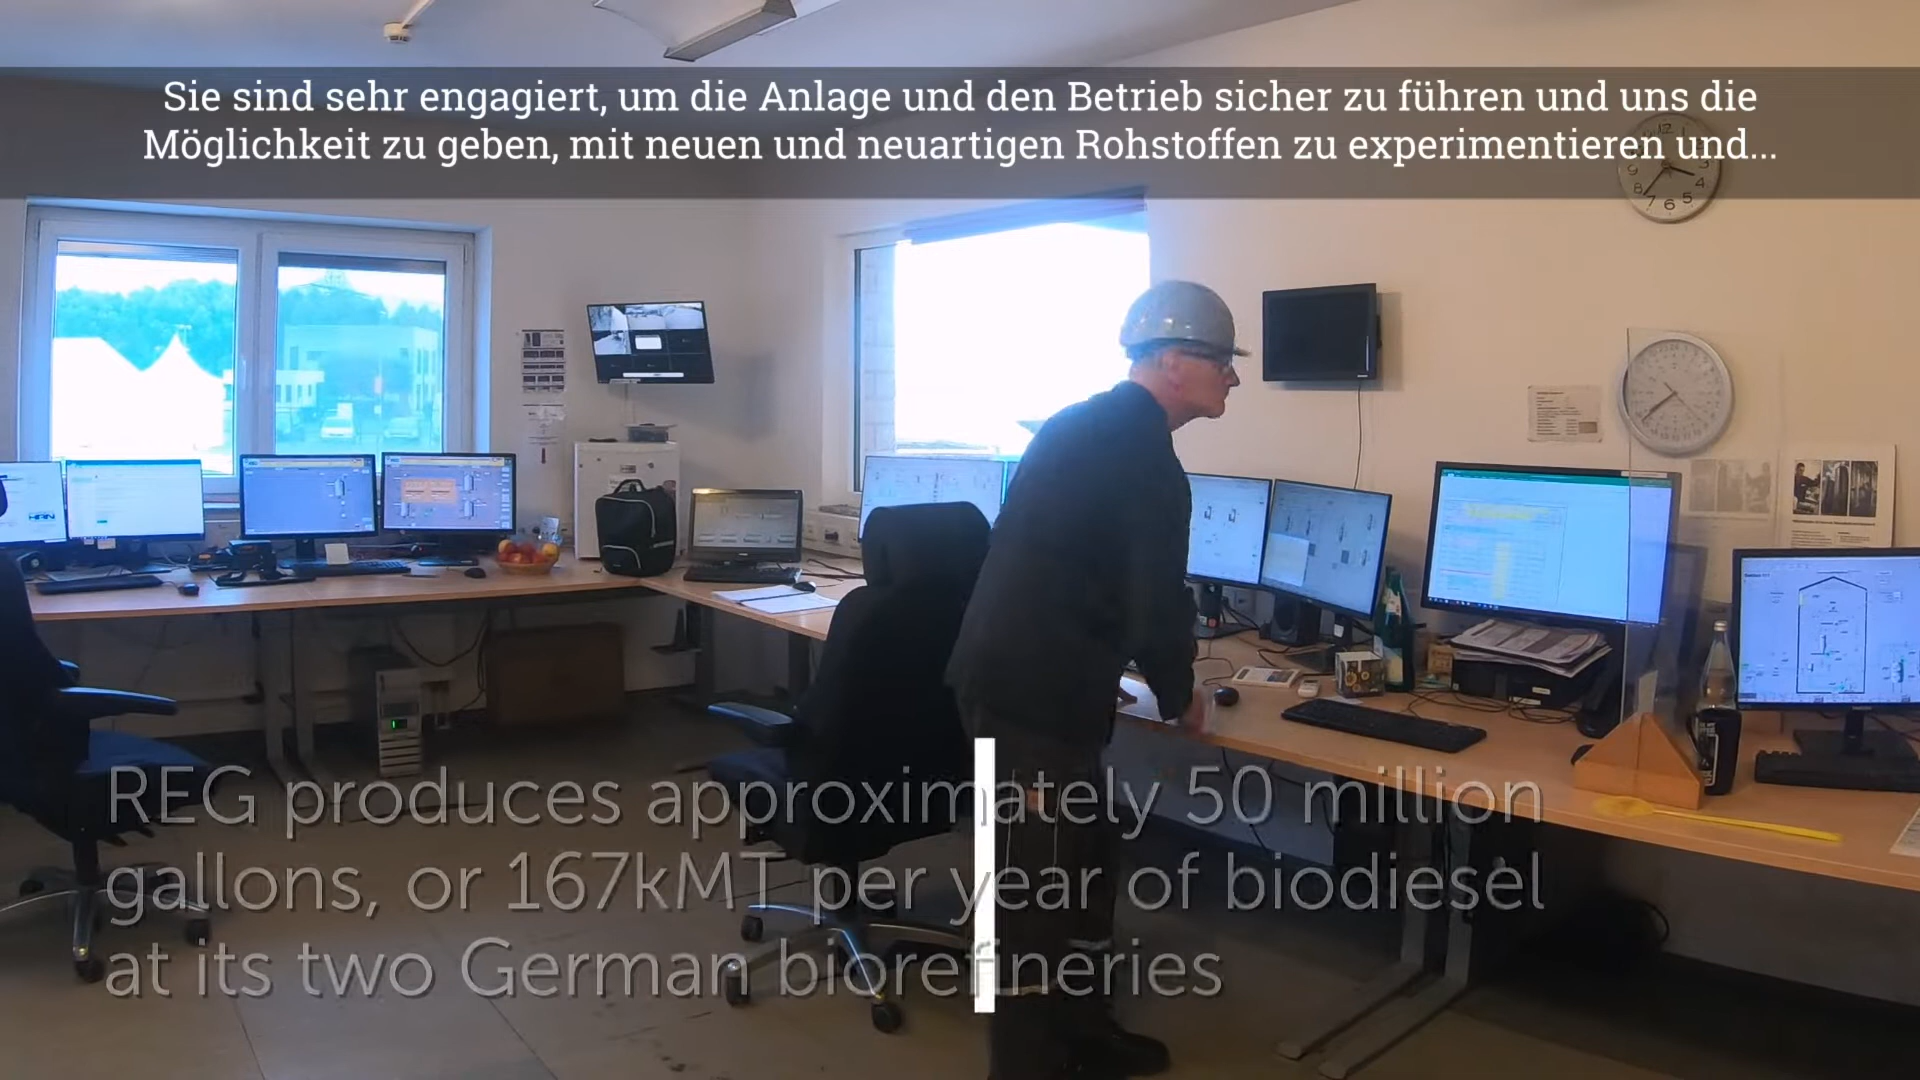 Sie sind sehr engagiert, um die Anlage und den Betrieb sicher zu führen und uns die
Möglichkeit zu geben, mit neuen und neuartigen Rohstoffen zu experimentieren und...
REG produces approximately 50 million
gallons, or 167kMT per year of biodiesel
at its two German biorefineries